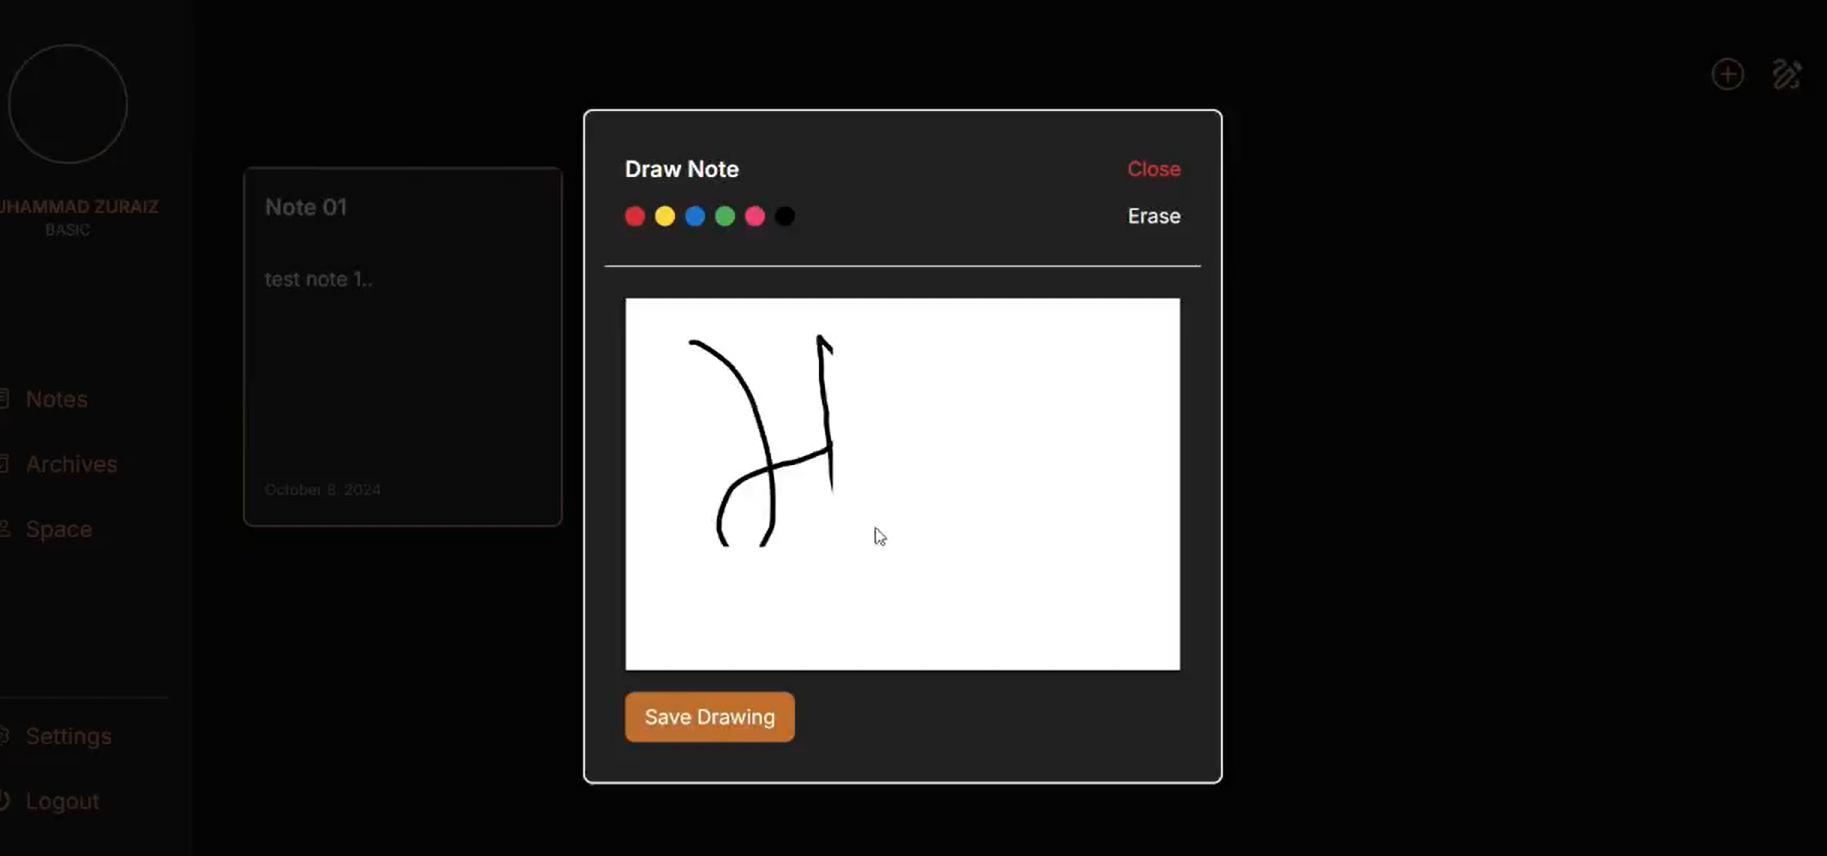 UHAMMAD ZURAIZ
BASIC
Notes
Archives
Space
Settings
Logout
Note 01
test note 1..
October 8, 2024
Draw Note
Close
Erase
H
Save Drawing